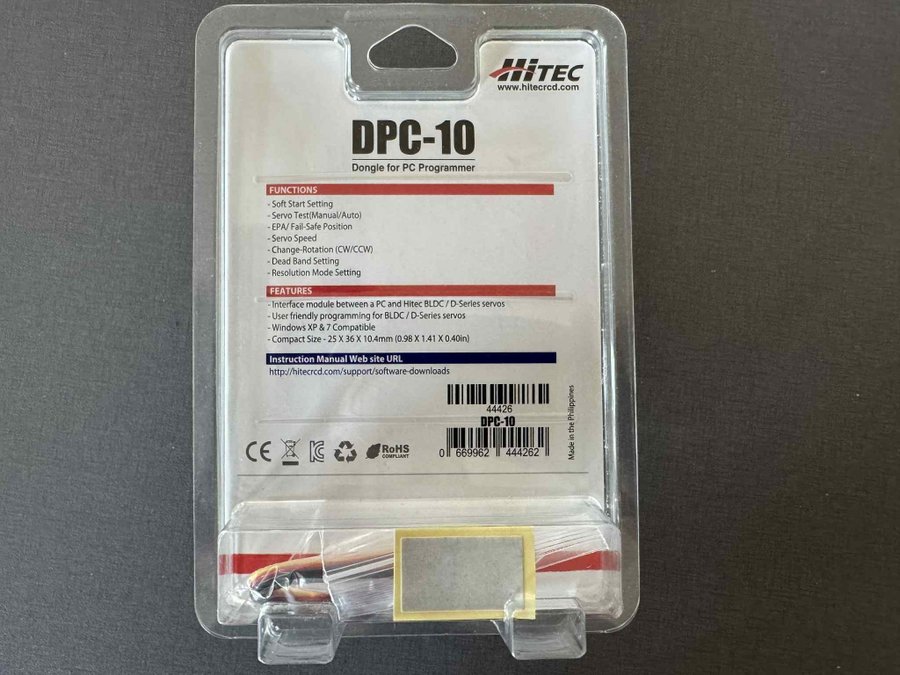 HiTEC
www.hitecrcd.com
DPC-10
Dongle for PC Programmer
FUNCTIONS
- Soft Start Setting
- Servo Test(Manual/Auto)
- EPA/ Fail-Safe Position
- Servo Speed
- Change-Rotation (CW/CCW)
- Dead Band Setting
- Resolution Mode Setting
FEATURES
- Interface module between a PC and Hitec BLDC / D-Series servos
- User friendly programming for BLDC / D-Series servos
- Windows XP & 7 Compatible
- Compact Size - 25 X 36 X 10.4mm (0.98 X 1.41 X 0.40in)
Instruction Manual Web site URL
http://hitecrcd.com/support/software-downloads
44426
DPC-10
0 669962 444262
Made in the Philippines
CE
RoHS
COMPLIANT